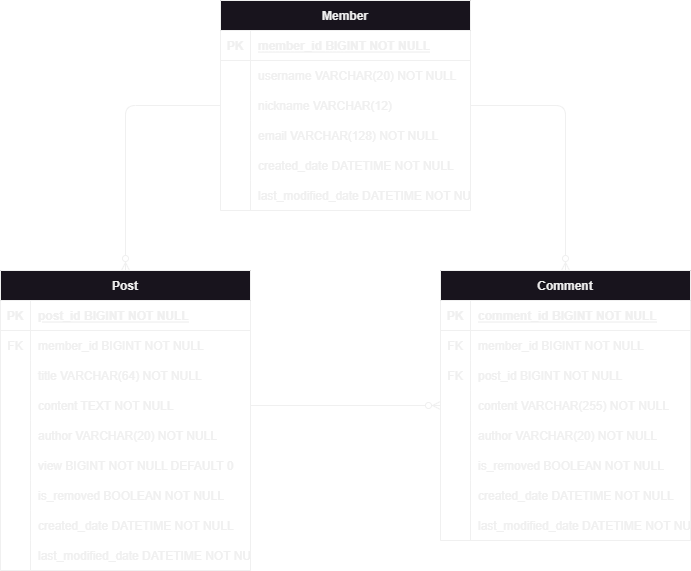 Member
PK member_id BIGINT NOT NULL
username VARCHAR(20) NOT NULL
nickname VARCHAR(12)
email VARCHAR(128) NOT NULL
created_date DATETIME NOT NULL
last_modified_date DATETIME NOT NU
Post
PK post_id BIGINT NOT NULL
FK member_id BIGINT NOT NULL
title VARCHAR(64) NOT NULL
content TEXT NOT NULL
author VARCHAR(20) NOT NULL
view BIGINT NOT NULL DEFAULT 0
is_removed BOOLEAN NOT NULL
created_date DATETIME NOT NULL
last_modified_date DATETIME NOT NU
Comment
PK comment_id BIGINT NOT NULL
FK member_id BIGINT NOT NULL
FK post_id BIGINT NOT NULL
content VARCHAR(255) NOT NULL
author VARCHAR(20) NOT NULL
is_removed BOOLEAN NOT NULL
created_date DATETIME NOT NULL
last_modified_date DATETIME NOT NU